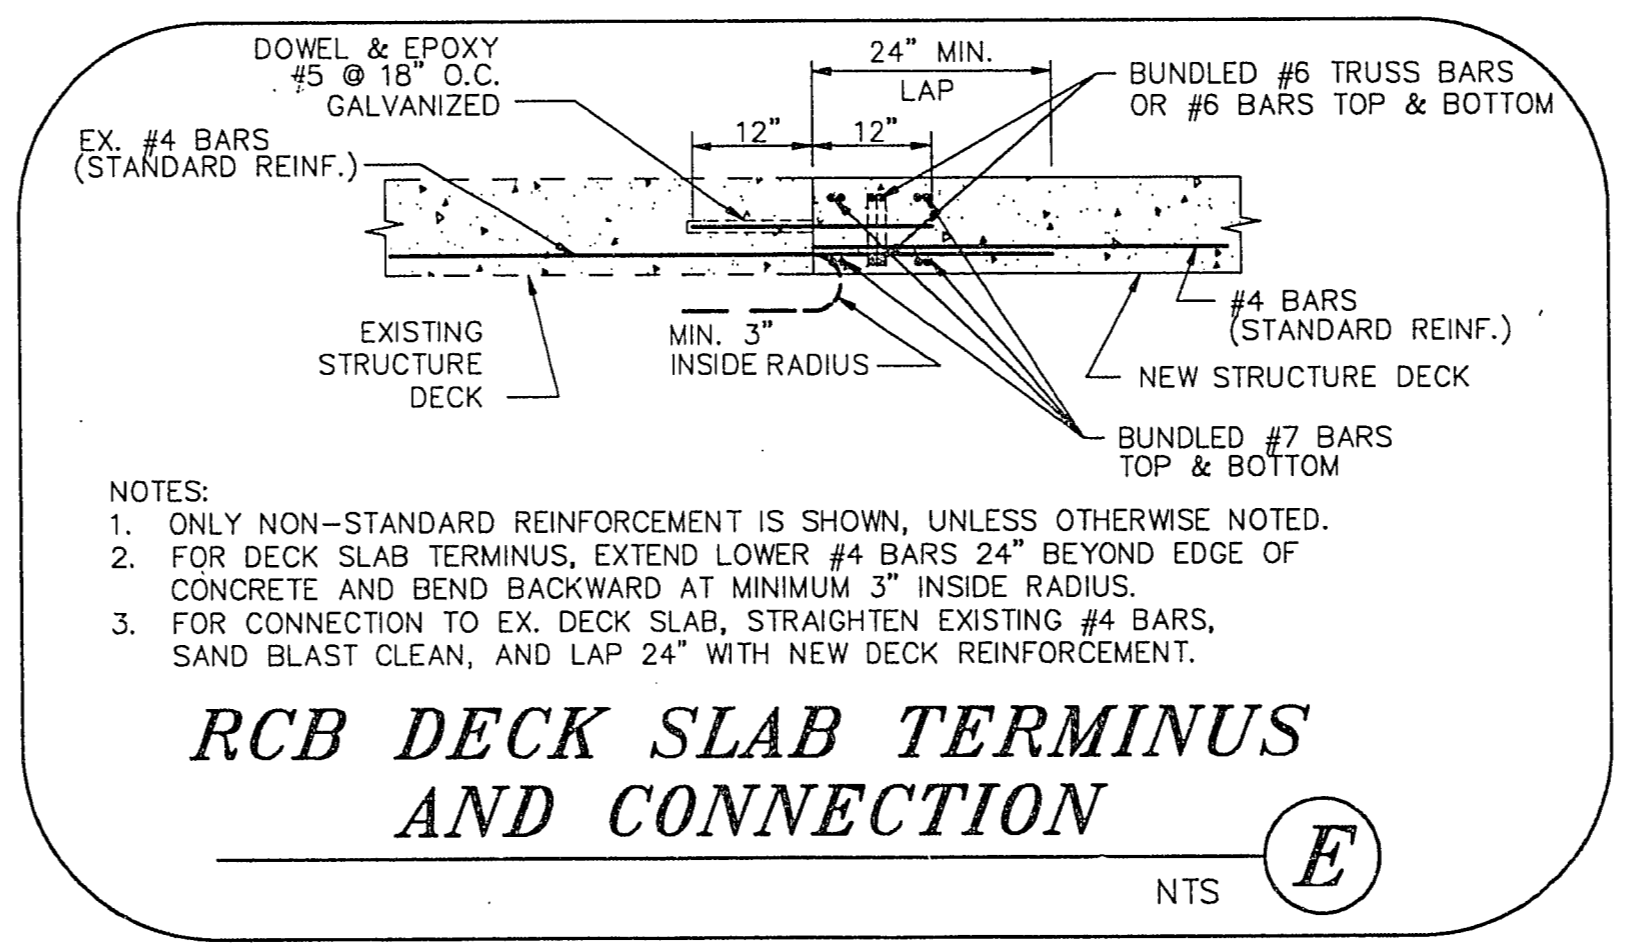 DOWEL & EPOXY
#5 @ 18" O.C.
GALVANIZED
EX. #4 BARS
(STANDARD REINF.)
24" MIN.
LAP
12"
12"
BUNDLED #6 TRUSS BARS
OR #6 BARS TOP & BOTTOM
EXISTING
STRUCTURE
DECK
MIN. 3"
INSIDE RADIUS
#4 BARS
(STANDARD REINF.)
NEW STRUCTURE DECK
BUNDLED #7 BARS
TOP & BOTTOM
NOTES:
1. ONLY NON-STANDARD REINFORCEMENT IS SHOWN, UNLESS OTHERWISE NOTED.
2. FOR DECK SLAB TERMINUS, EXTEND LOWER #4 BARS 24" BEYOND EDGE OF
CONCRETE AND BEND BACKWARD AT MINIMUM 3" INSIDE RADIUS.
3. FOR CONNECTION TO EX. DECK SLAB, STRAIGHTEN EXISTING #4 BARS,
SAND BLAST CLEAN, AND LAP 24" WITH NEW DECK REINFORCEMENT.
RCB DECK SLAB TERMINUS
AND CONNECTION
E
NTS